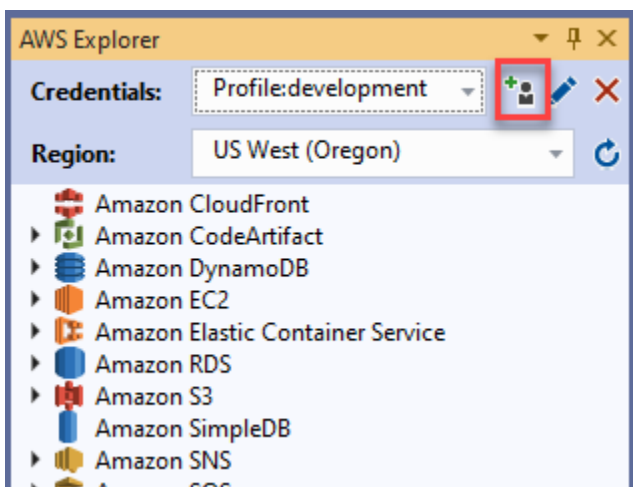 AWS Explorer
Credentials: Profile:development
Region: US West (Oregon)
Amazon CloudFront
Amazon CodeArtifact
Amazon DynamoDB
Amazon EC2
Amazon Elastic Container Service
Amazon RDS
Amazon S3
Amazon SimpleDB
Amazon SNS